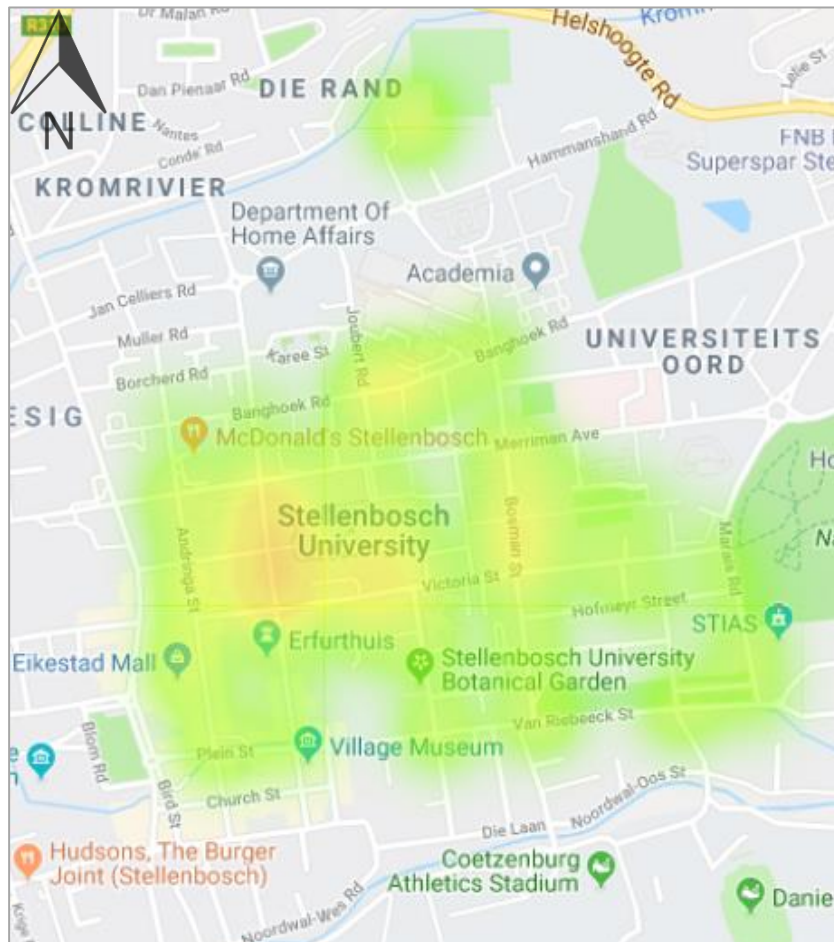 Dr Malan Rd
Kromr
Helshoogte Rd
Lelie St
Dan Pienaar Rd
DIE RAND
COLLINE
N
Nantes
Conde' Rd
Hammanshand Rd
FNB
Superspar Ste
KROMRIVIER
Department Of
Home Affairs
Academia
Jan Celliers Rd
Muller Rd
Joubert Rd
Karee St
Banghoek Rd
UNIVERSITEITS
OORD
Borcherd Rd
ESIG
Banghoek Rd
McDonald's Stellenbosch
Merriman Ave
Ho
Stellenbosch
University
Bosman St
Andringa St
Marais Rd
Na
Victoria St
Hofmeyr Street
STIAS
Erfurthuis
Eikestad Mall
Stellenbosch University
Botanical Garden
Van Riebeeck St
Blom Rd
Plein St
Village Museum
Bird St
Church St
Noordwal-Oos St
Die Laan
Hudsons, The Burger
Joint (Stellenbosch)
Coetzenburg
Athletics Stadium
Danie
Krige
Noordwal-Wes Rd